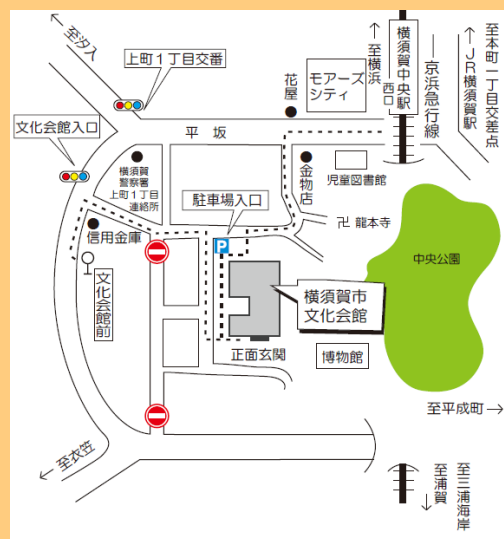 至汐入
上町1丁目交番
文化会館入口
花屋
モアーズ
シティ
至横浜
横須賀中央駅
西口
京浜急行線
JR横須賀駅
至本町一丁目交差点
平坂
横須賀
警察署
上町1丁目
連絡所
駐車場入口
金物店
児童図書館
卍 龍本寺
信用金庫
P
文化会館前
横須賀市
文化会館
中央公園
正面玄関
博物館
至平成町
至衣笠
至浦賀
至三浦海岸